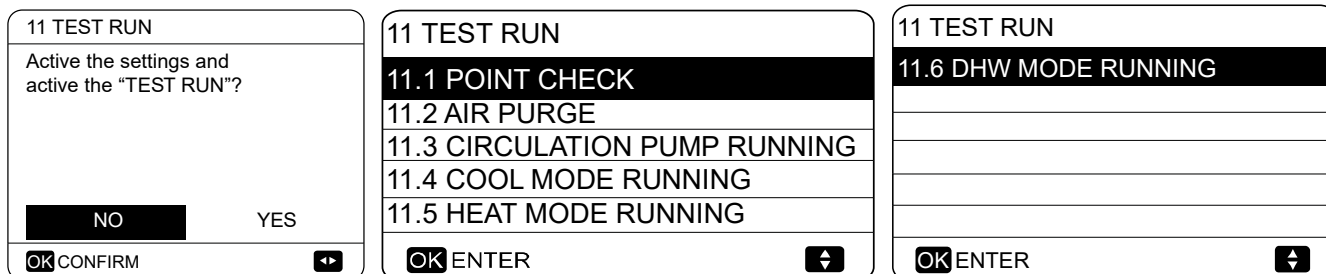 11 TEST RUN
Active the settings and
active the “TEST RUN”?
NO YES
OK CONFIRM
11 TEST RUN
11.1 POINT CHECK
11.2 AIR PURGE
11.3 CIRCULATION PUMP RUNNING
11.4 COOL MODE RUNNING
11.5 HEAT MODE RUNNING
OK ENTER
11 TEST RUN
11.6 DHW MODE RUNNING
OK ENTER